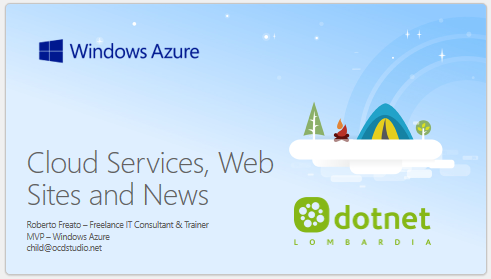 Windows Azure
Cloud Services, Web
Sites and News
Roberto Freato – Freelance IT Consultant & Trainer
MVP – Windows Azure
child@ocdstudio.net
dotnet
LOMBARDIA